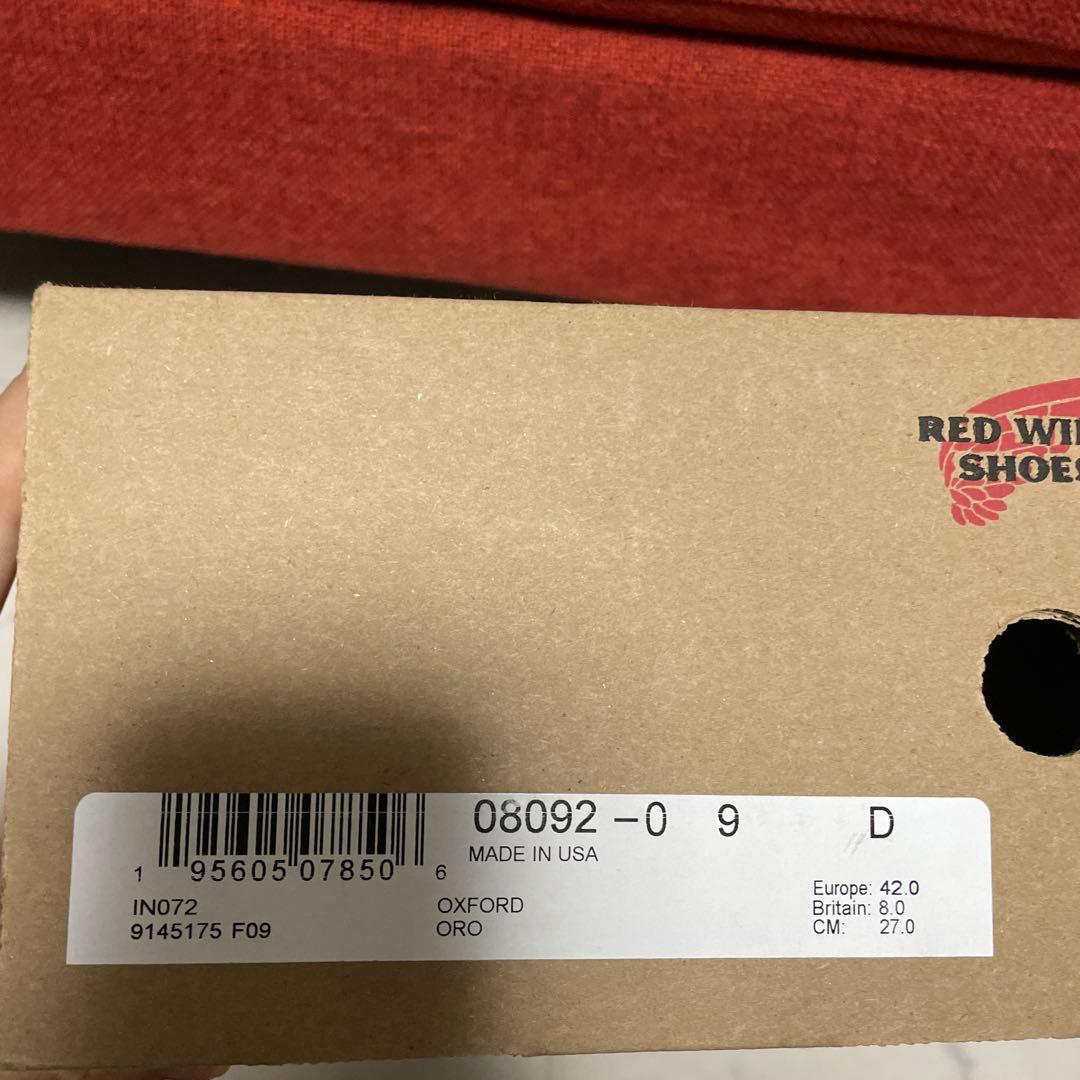 RED WI
SHOES
08092 -0 9 D
MADE IN USA
1 95605 07850 6
IN072
9145175 F09
OXFORD
ORO
Europe: 42.0
Britain: 8.0
CM: 27.0